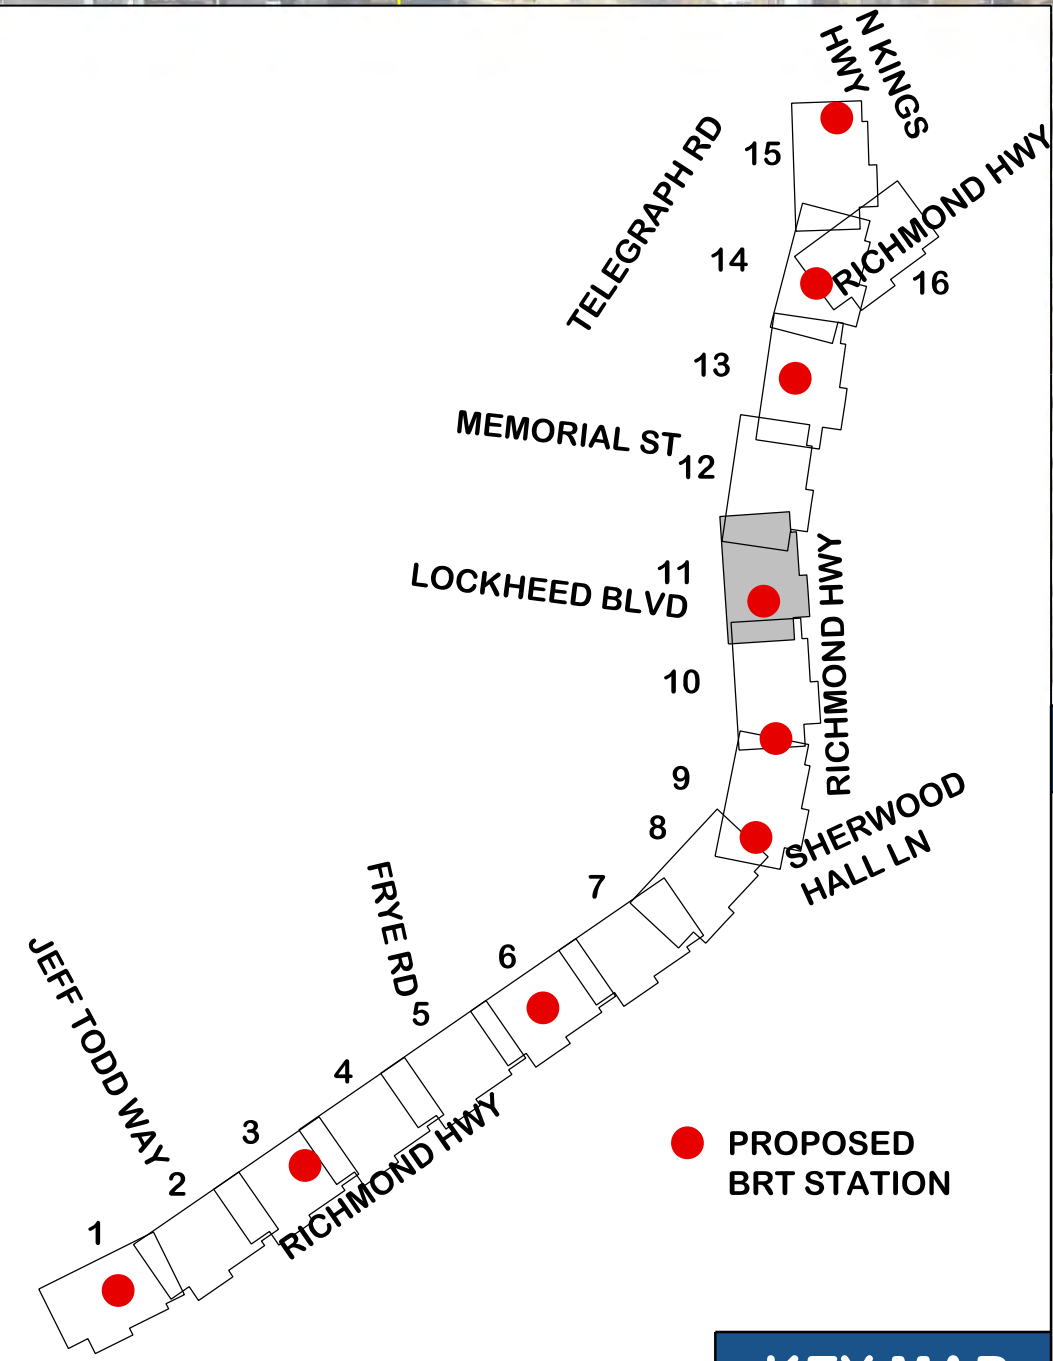 N KINGS
HWY
RICHMOND HWY
TELEGRAPH RD
15
14
16
13
MEMORIAL ST
12
11
LOCKHEED BLVD
RICHMOND HWY
10
9
SHERWOOD
HALL LN
8
7
FRYE RD
6
5
JEFF TODD WAY
4
3
RICHMOND HWY
2
1
PROPOSED
BRT STATION
KEY MAP